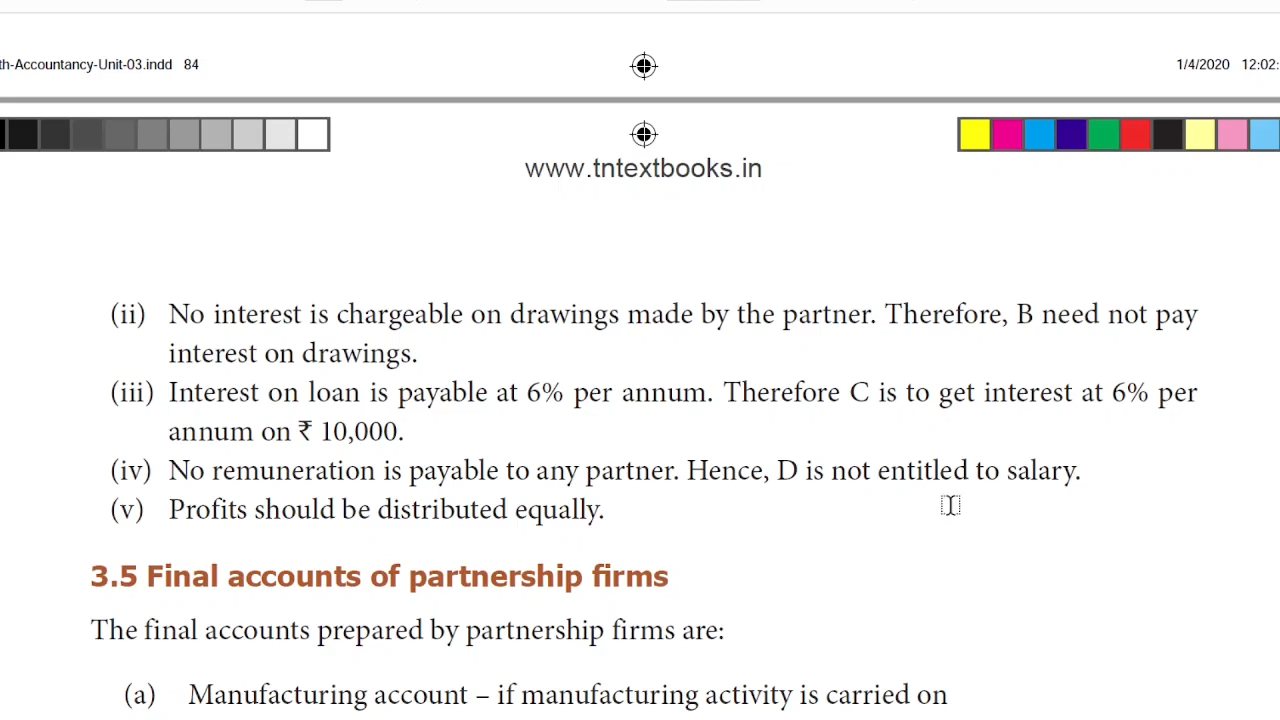 th-Accountancy-Unit-03.indd 84
1/4/2020 12:02:
www.tntextbooks.in
(ii) No interest is chargeable on drawings made by the partner. Therefore, B need not pay
interest on drawings.
(iii) Interest on loan is payable at 6% per annum. Therefore C is to get interest at 6% per
annum on ₹ 10,000.
(iv) No remuneration is payable to any partner. Hence, D is not entitled to salary.
(v) Profits should be distributed equally.
3.5 Final accounts of partnership firms
The final accounts prepared by partnership firms are:
(a) Manufacturing account – if manufacturing activity is carried on